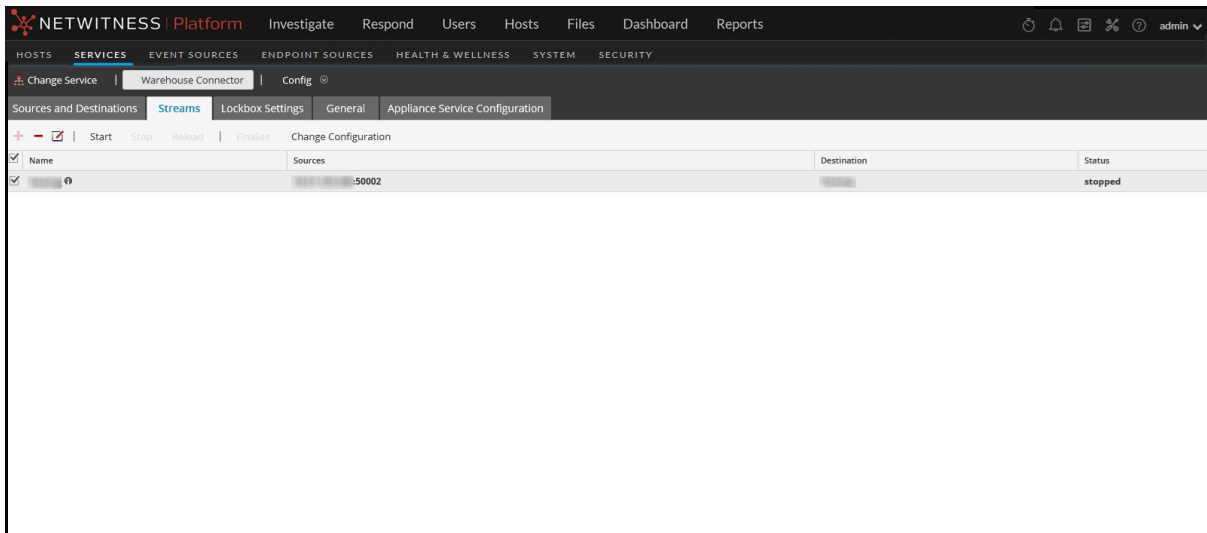 NETWITNESS | Platform Investigate Respond Users Hosts Files Dashboard Reports admin
HOSTS SERVICES EVENT SOURCES ENDPOINT SOURCES HEALTH & WELLNESS SYSTEM SECURITY
Change Service | Warehouse Connector | Config
Sources and Destinations Streams Lockbox Settings General Appliance Service Configuration
Start Stop Reload | Finalize Change Configuration
Name Sources Destination Status
:50002 stopped